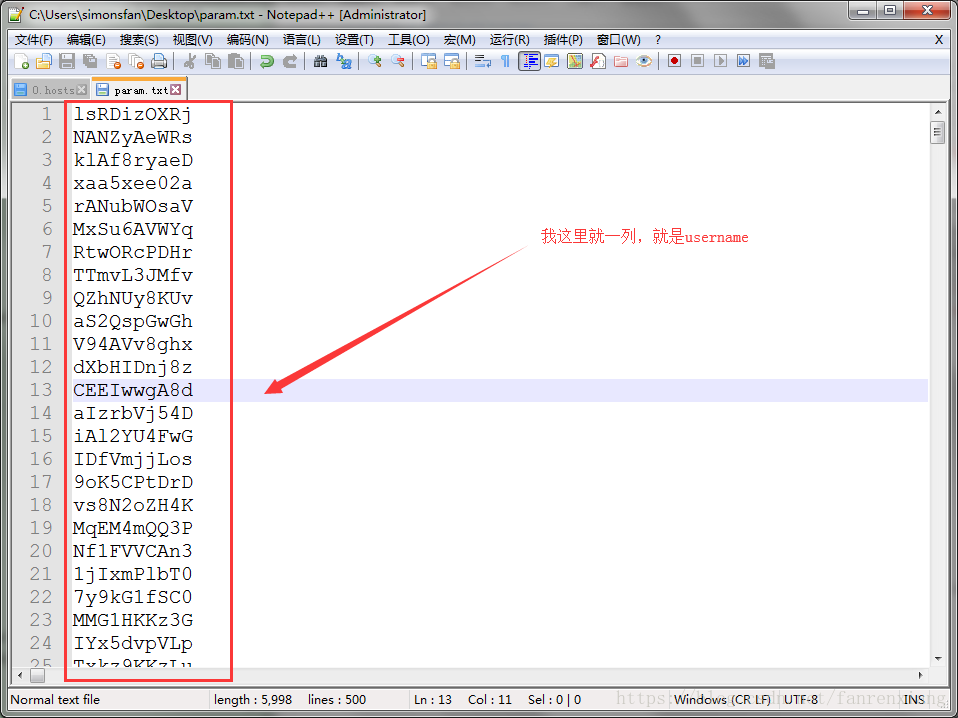 C:\Users\simonsfan\Desktop\param.txt - Notepad++ [Administrator]
文件(F) 编辑(E) 搜索(S) 视图(V) 编码(N) 语言(L) 设置(T) 工具(O) 宏(M) 运行(R) 插件(P) 窗口(W) ? X
0.hosts param.txt
1 lsRDizOXRj
2 NANZyAeWRs
3 klAf8ryaeD
4 xaa5xee02a
5 rANubWOsaV
6 MxSu6AVWYq
我这里就一列，就是username
7 RtwORcPDHr
8 TTmvL3JMfv
9 QZhNUy8KUv
10 aS2QspGwGh
11 V94AVv8ghx
12 dXbHIDnj8z
13 CEEIwwgA8d
14 aIzrbVj54D
15 iAl2YU4FwG
16 IDfVmjjLos
17 9oK5CPtDrD
18 vs8N2oZH4K
19 MqEM4mQQ3P
20 Nf1FVVCAn3
21 1jIxmPlbT0
22 7y9kG1fSC0
23 MMG1HKKz3G
24 IYx5dvpVLp
25 Txkz9KKzLu
Normal text file length : 5,998 lines : 500 Ln : 13 Col : 11 Sel : 0 | 0 Windows (CR LF) UTF-8 INS
https://blog.csdn.net/fanrenxiang